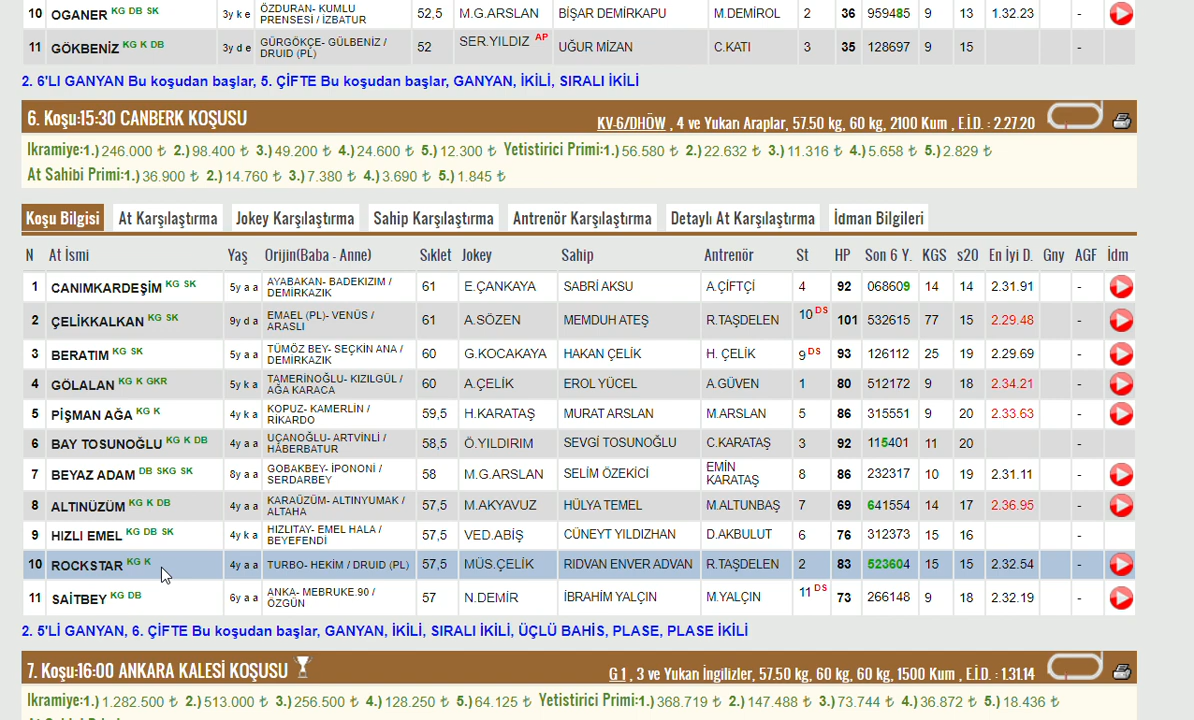 10 OGANER KG DB SK 3y k e ÖZDURAN- KUMLU PRENSESİ / İZBATUR 52,5 M.G.ARSLAN BİŞAR DEMİRKAPU M.DEMİROL 2 36 959485 9 13 1.32.23 -
11 GÖKBENİZ KG K DB 3y d e GÜRGÖKÇE- GÜLBENİZ / DRUID (PL) 52 SER.YILDIZ AP UĞUR MİZAN C.KATI 3 35 128697 9 15 -
2. 6'LI GANYAN Bu koşudan başlar, 5. ÇİFTE Bu koşudan başlar, GANYAN, İKİLİ, SIRALI İKİLİ
6. Koşu:15:30 CANBERK KOŞUSU KV-6/DHÖW , 4 ve Yukarı Araplar, 57.50 kg, 60 kg, 2100 Kum , E.İ.D. : 2.27.20
Ikramiye:1.) 246.000 ₺ 2.) 98.400 ₺ 3.) 49.200 ₺ 4.) 24.600 ₺ 5.) 12.300 ₺ Yetistirici Primi:1.) 56.580 ₺ 2.) 22.632 ₺ 3.) 11.316 ₺ 4.) 5.658 ₺ 5.) 2.829 ₺
At Sahibi Primi:1.) 36.900 ₺ 2.) 14.760 ₺ 3.) 7.380 ₺ 4.) 3.690 ₺ 5.) 1.845 ₺
Koşu Bilgisi At Karşılaştırma Jokey Karşılaştırma Sahip Karşılaştırma Antrenör Karşılaştırma Detaylı At Karşılaştırma İdman Bilgileri
N At İsmi Yaş Orijin(Baba - Anne) Sıklet Jokey Sahip Antrenör St HP Son 6 Y. KGS s20 En İyi D. Gny AGF İdm
1 CANIMKARDEŞİM KG SK 5y a a AYABAKAN- BADEKIZIM / DEMİRKAZIK 61 E.ÇANKAYA SABRİ AKSU A.ÇİFTÇİ 4 92 068609 14 14 2.31.91 -
2 ÇELİKKALKAN KG SK 9y d a EMAEL (PL)- VENÜS / ARASLI 61 A.SÖZEN MEMDUH ATEŞ R.TAŞDELEN 10 DS 101 532615 77 15 2.29.48 -
3 BERATIM KG SK 5y a a TÜMÖZ BEY- SEÇKİN ANA / DEMİRKAZIK 60 G.KOCAKAYA HAKAN ÇELİK H. ÇELİK 9 DS 93 126112 25 19 2.29.69 -
4 GÖLALAN KG K GKR 5y k a TAMERİNOĞLU- KIZILGÜL / AĞA KARACA 60 A.ÇELİK EROL YÜCEL A.GÜVEN 1 80 512172 9 18 2.34.21 -
5 PİŞMAN AĞA KG K 4y k a KOPUZ- KAMERLİN / RİKARDO 59,5 H.KARATAŞ MURAT ARSLAN M.ARSLAN 5 86 315551 9 20 2.33.63 -
6 BAY TOSUNOĞLU KG K DB 4y a a UÇANOĞLU- ARTVİNLİ / HABERBATUR 58,5 Ö.YILDIRIM SEVGİ TOSUNOĞLU C.KARATAŞ 3 92 115401 11 20 -
7 BEYAZ ADAM DB SKG SK 8y a a GOBAKBEY- İPONONİ / SERDARBEY 58 M.G.ARSLAN SELİM ÖZEKİCİ EMİN KARATAŞ 8 86 232317 10 19 2.31.11 -
8 ALTINÜZÜM KG K DB 4y a a KARAÜZÜM- ALTINYUMAK / ALTAHA 57,5 M.AKYAVUZ HÜLYA TEMEL M.ALTUNBAŞ 7 69 641554 14 17 2.36.95 -
9 HIZLI EMEL KG DB SK 4y k a HIZLITAY- EMEL HALA / BEYEFENDİ 57,5 VED.ABİŞ CÜNEYT YILDIZHAN D.AKBULUT 6 76 312373 15 16 -
10 ROCKSTAR KG K 4y a a TURBO- HEKİM / DRUID (PL) 57,5 MÜS.ÇELİK RIDVAN ENVER ADVAN R.TAŞDELEN 2 83 523604 15 15 2.32.54 -
11 SAİTBEY KG DB 6y a a ANKA- MEBRUKE.90 / ÖZGÜN 57 N.DEMİR İBRAHİM YALÇIN M.YALÇIN 11 DS 73 266148 9 18 2.32.19 -
2. 5'Lİ GANYAN, 6. ÇİFTE Bu koşudan başlar, GANYAN, İKİLİ, SIRALI İKİLİ, ÜÇLÜ BAHİS, PLASE, PLASE İKİLİ
7. Koşu:16:00 ANKARA KALESİ KOŞUSU G 1 , 3 ve Yukarı İngilizler, 57.50 kg, 60 kg, 60 kg, 1500 Kum , E.İ.D. : 1.31.14
Ikramiye:1.) 1.282.500 ₺ 2.) 513.000 ₺ 3.) 256.500 ₺ 4.) 128.250 ₺ 5.) 64.125 ₺ Yetistirici Primi:1.) 368.719 ₺ 2.) 147.488 ₺ 3.) 73.744 ₺ 4.) 36.872 ₺ 5.) 18.436 ₺